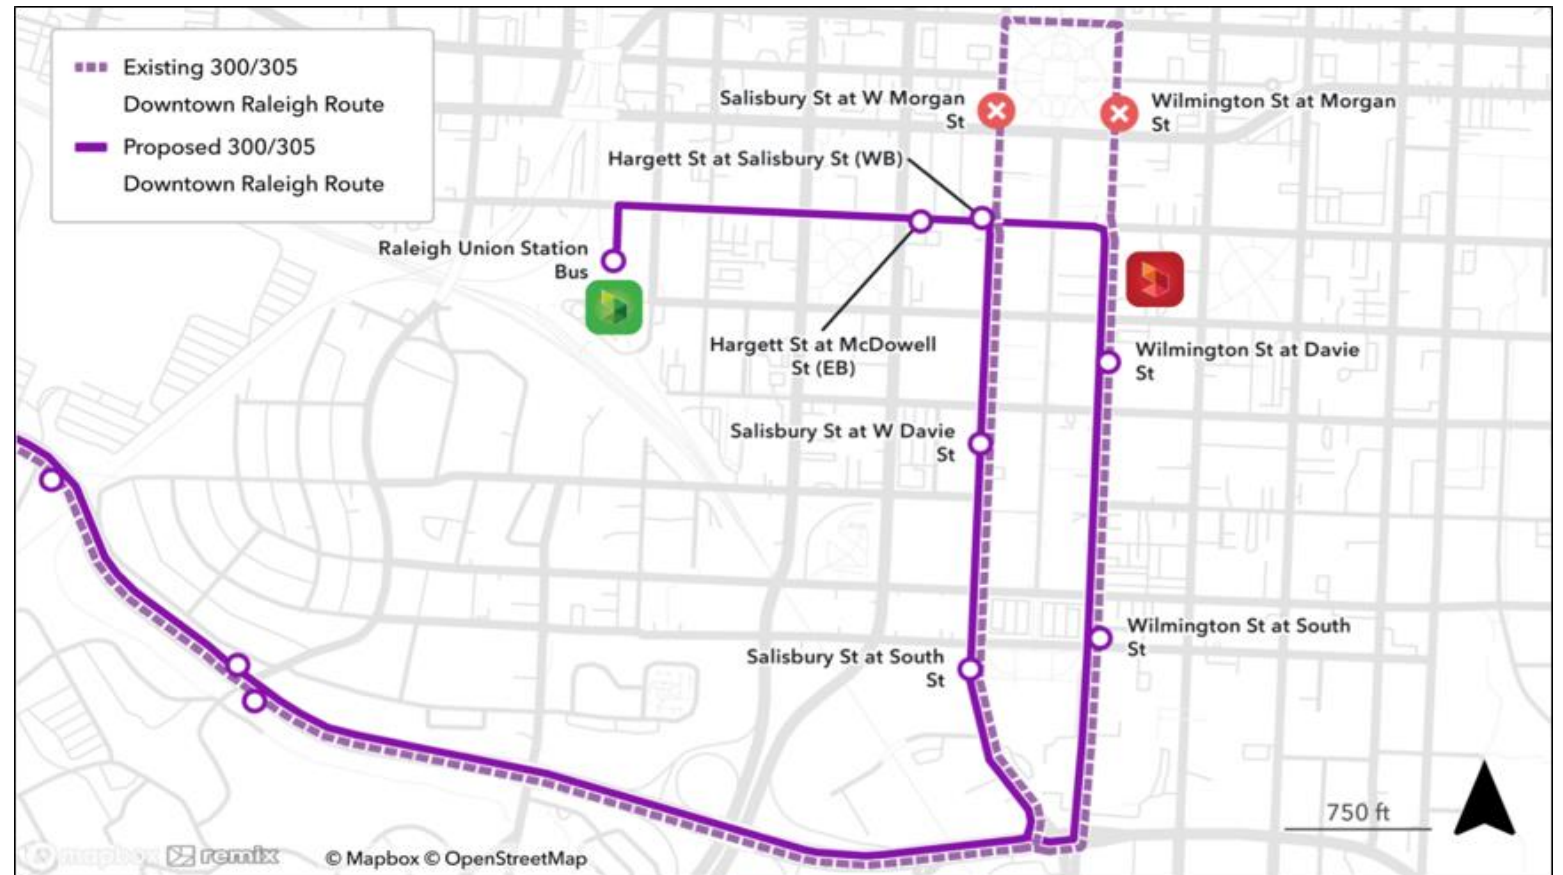 Existing 300/305
Downtown Raleigh Route
Proposed 300/305
Downtown Raleigh Route
Salisbury St at W Morgan
St
Wilmington St at Morgan
St
Hargett St at Salisbury St (WB)
Raleigh Union Station
Bus
Hargett St at McDowell
St (EB)
Wilmington St at Davie
St
Salisbury St at W Davie
St
Wilmington St at South
St
Salisbury St at South
St
750 ft
mapbox remix © Mapbox © OpenStreetMap